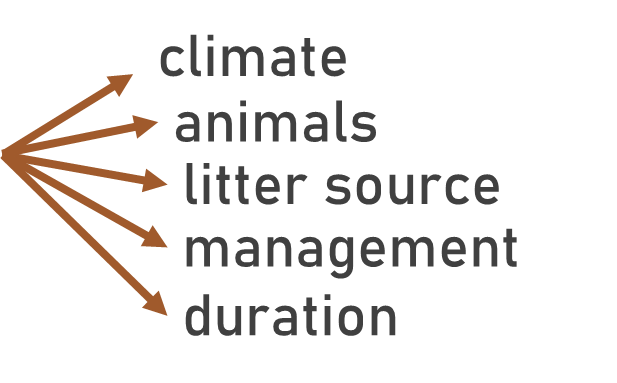 climate
animals
litter source
management
duration